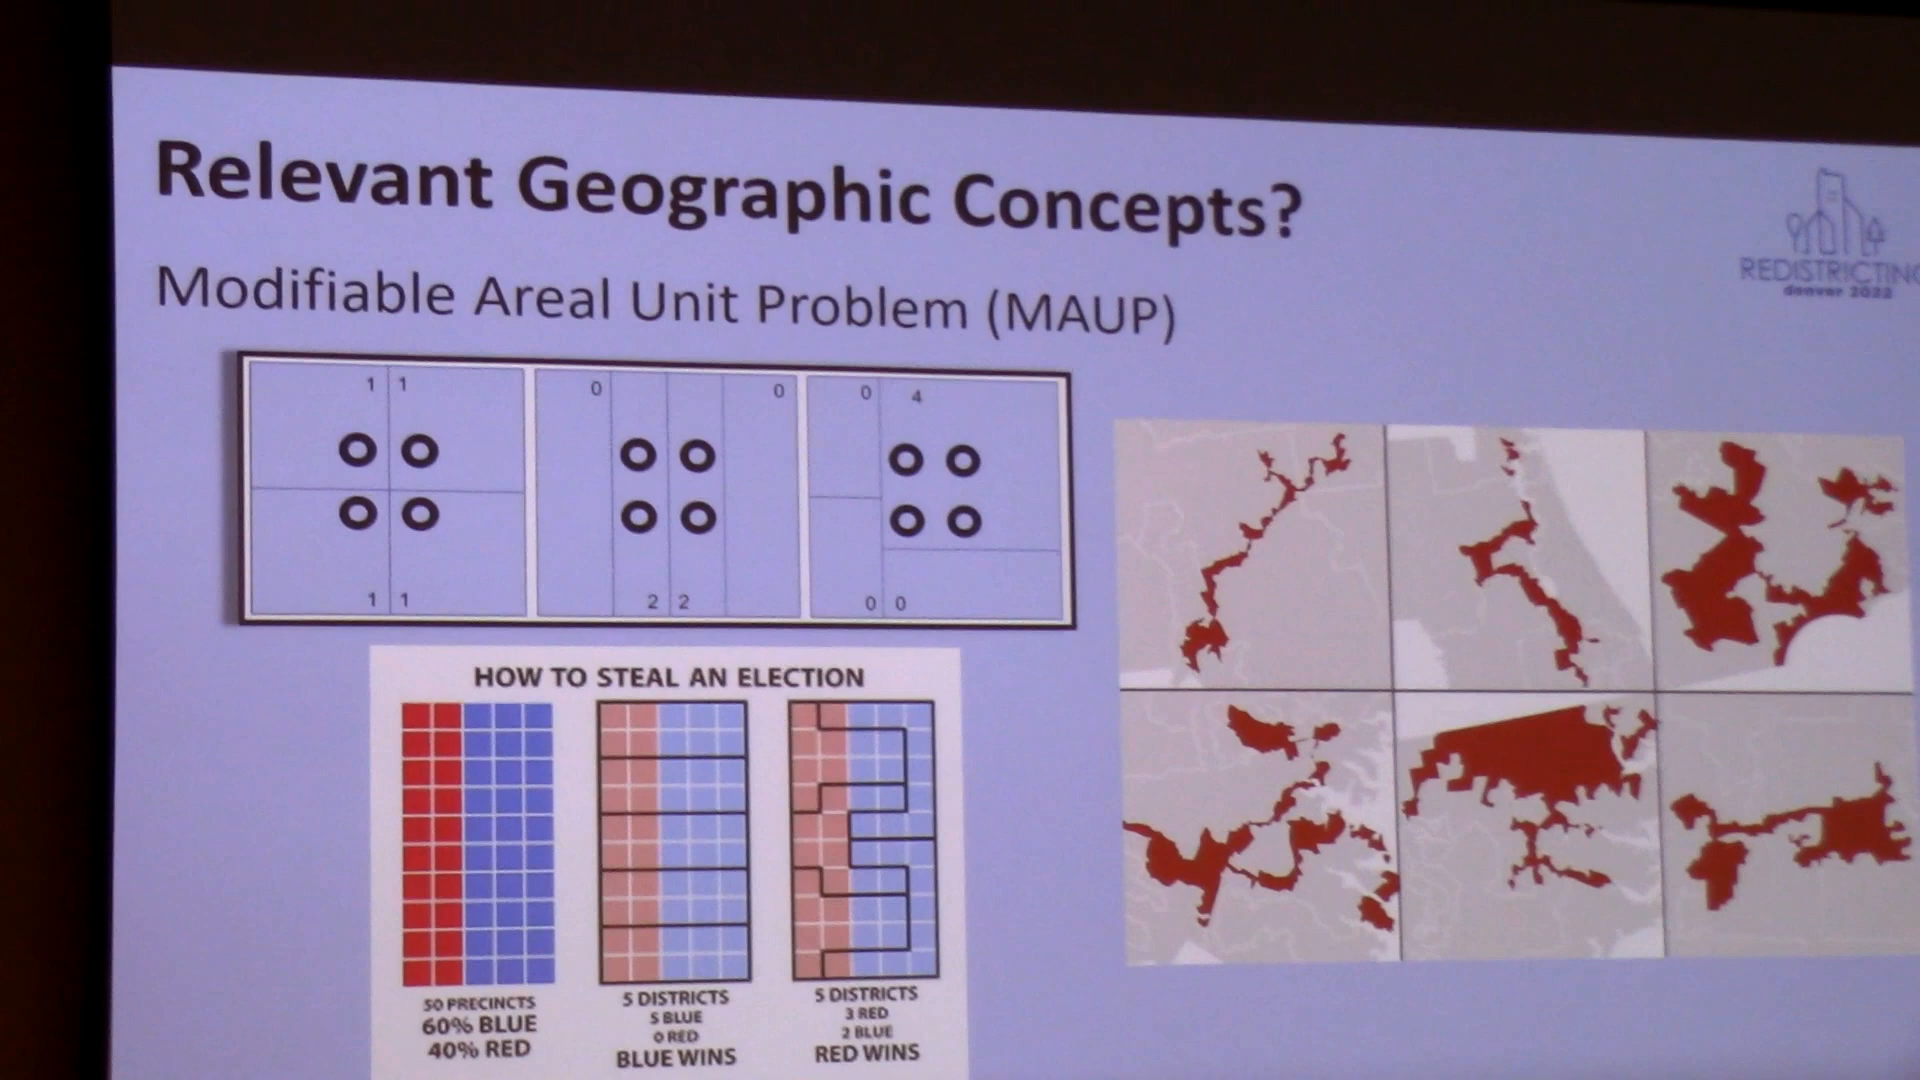 Relevant Geographic Concepts?
REDISTRICTING
denver 2022
Modifiable Areal Unit Problem (MAUP)
1 1
0 0
0 4
1 1
2 2
0 0
HOW TO STEAL AN ELECTION
50 PRECINCTS
60% BLUE
40% RED
5 DISTRICTS
5 BLUE
0 RED
BLUE WINS
5 DISTRICTS
3 RED
2 BLUE
RED WINS